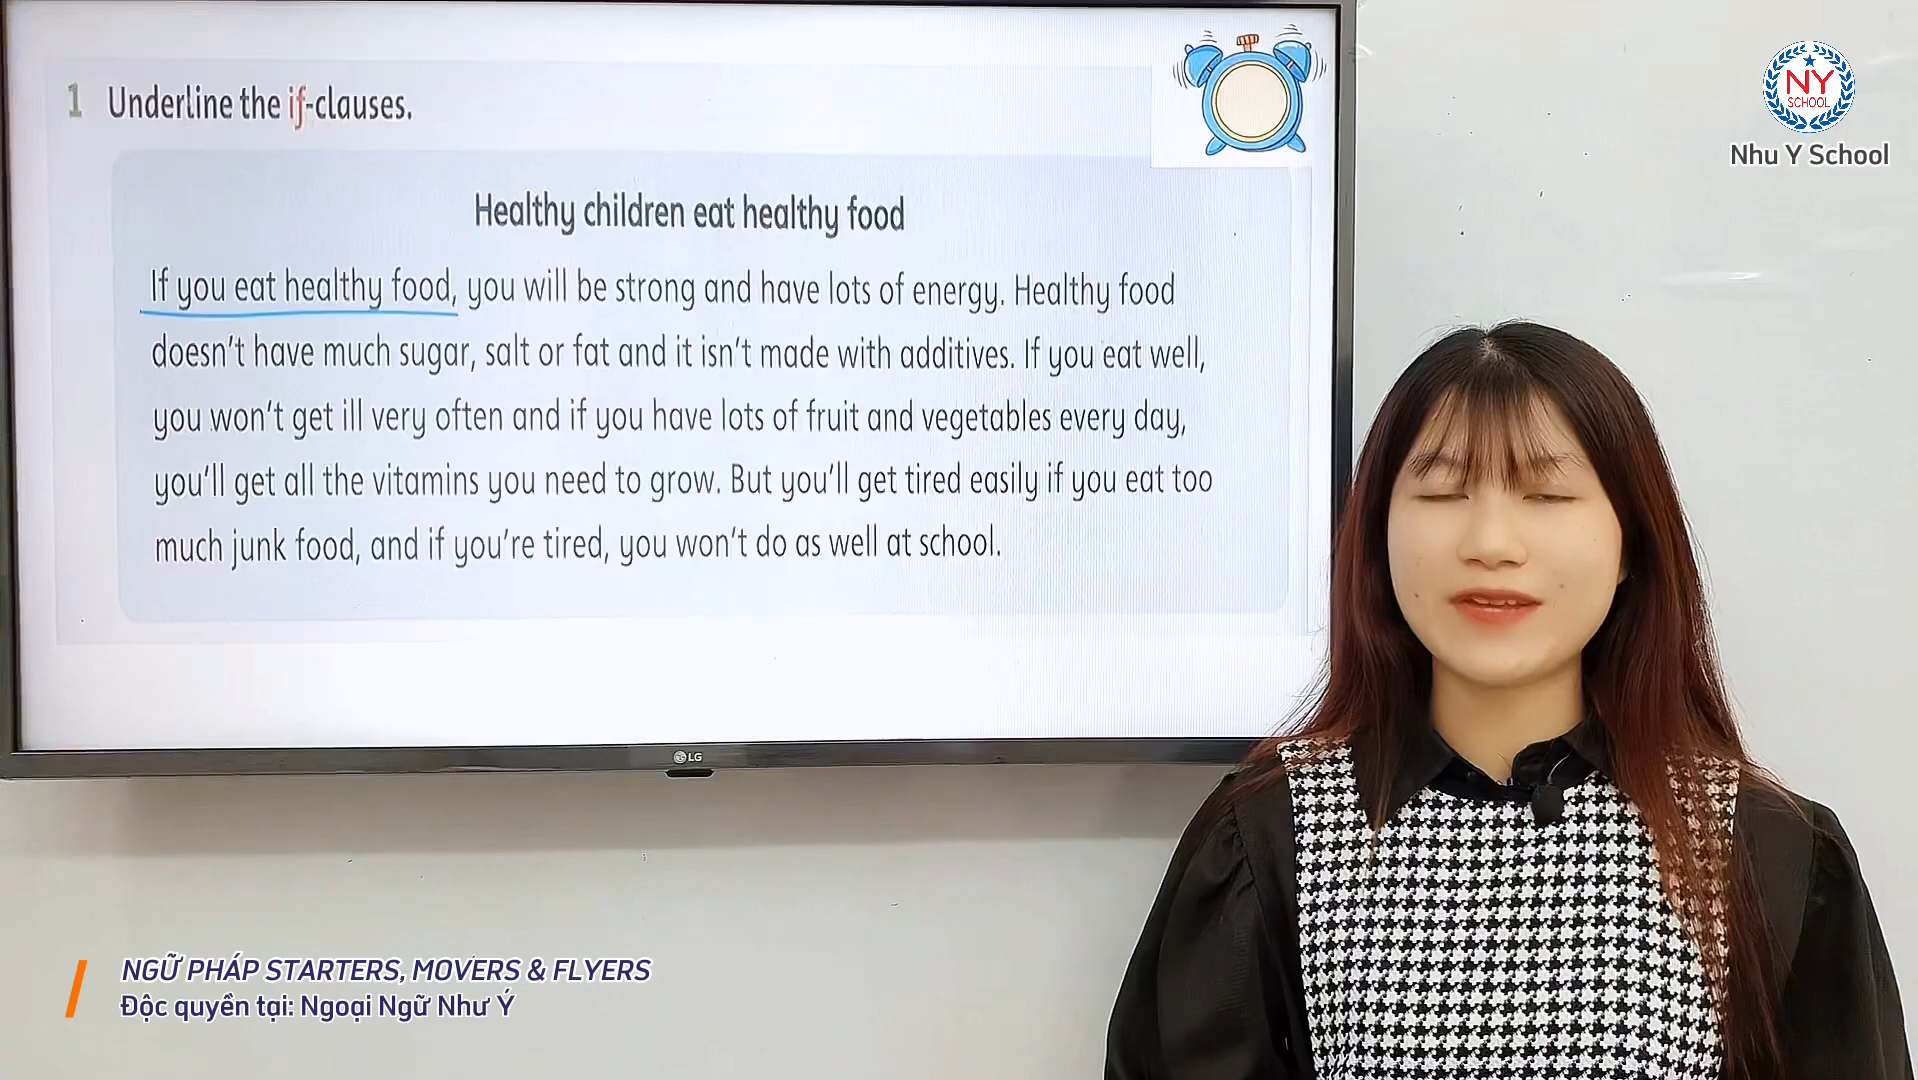 1 Underline the if-clauses.
Healthy children eat healthy food
If you eat healthy food, you will be strong and have lots of energy. Healthy food
doesn't have much sugar, salt or fat and it isn't made with additives. If you eat well,
you won't get ill very often and if you have lots of fruit and vegetables every day,
you'll get all the vitamins you need to grow. But you'll get tired easily if you eat too
much junk food, and if you're tired, you won't do as well at school.
LG
NY
SCHOOL
Nhu Y School
NGỮ PHÁP STARTERS, MOVERS & FLYERS
Độc quyền tại: Ngoại Ngữ Như Ý